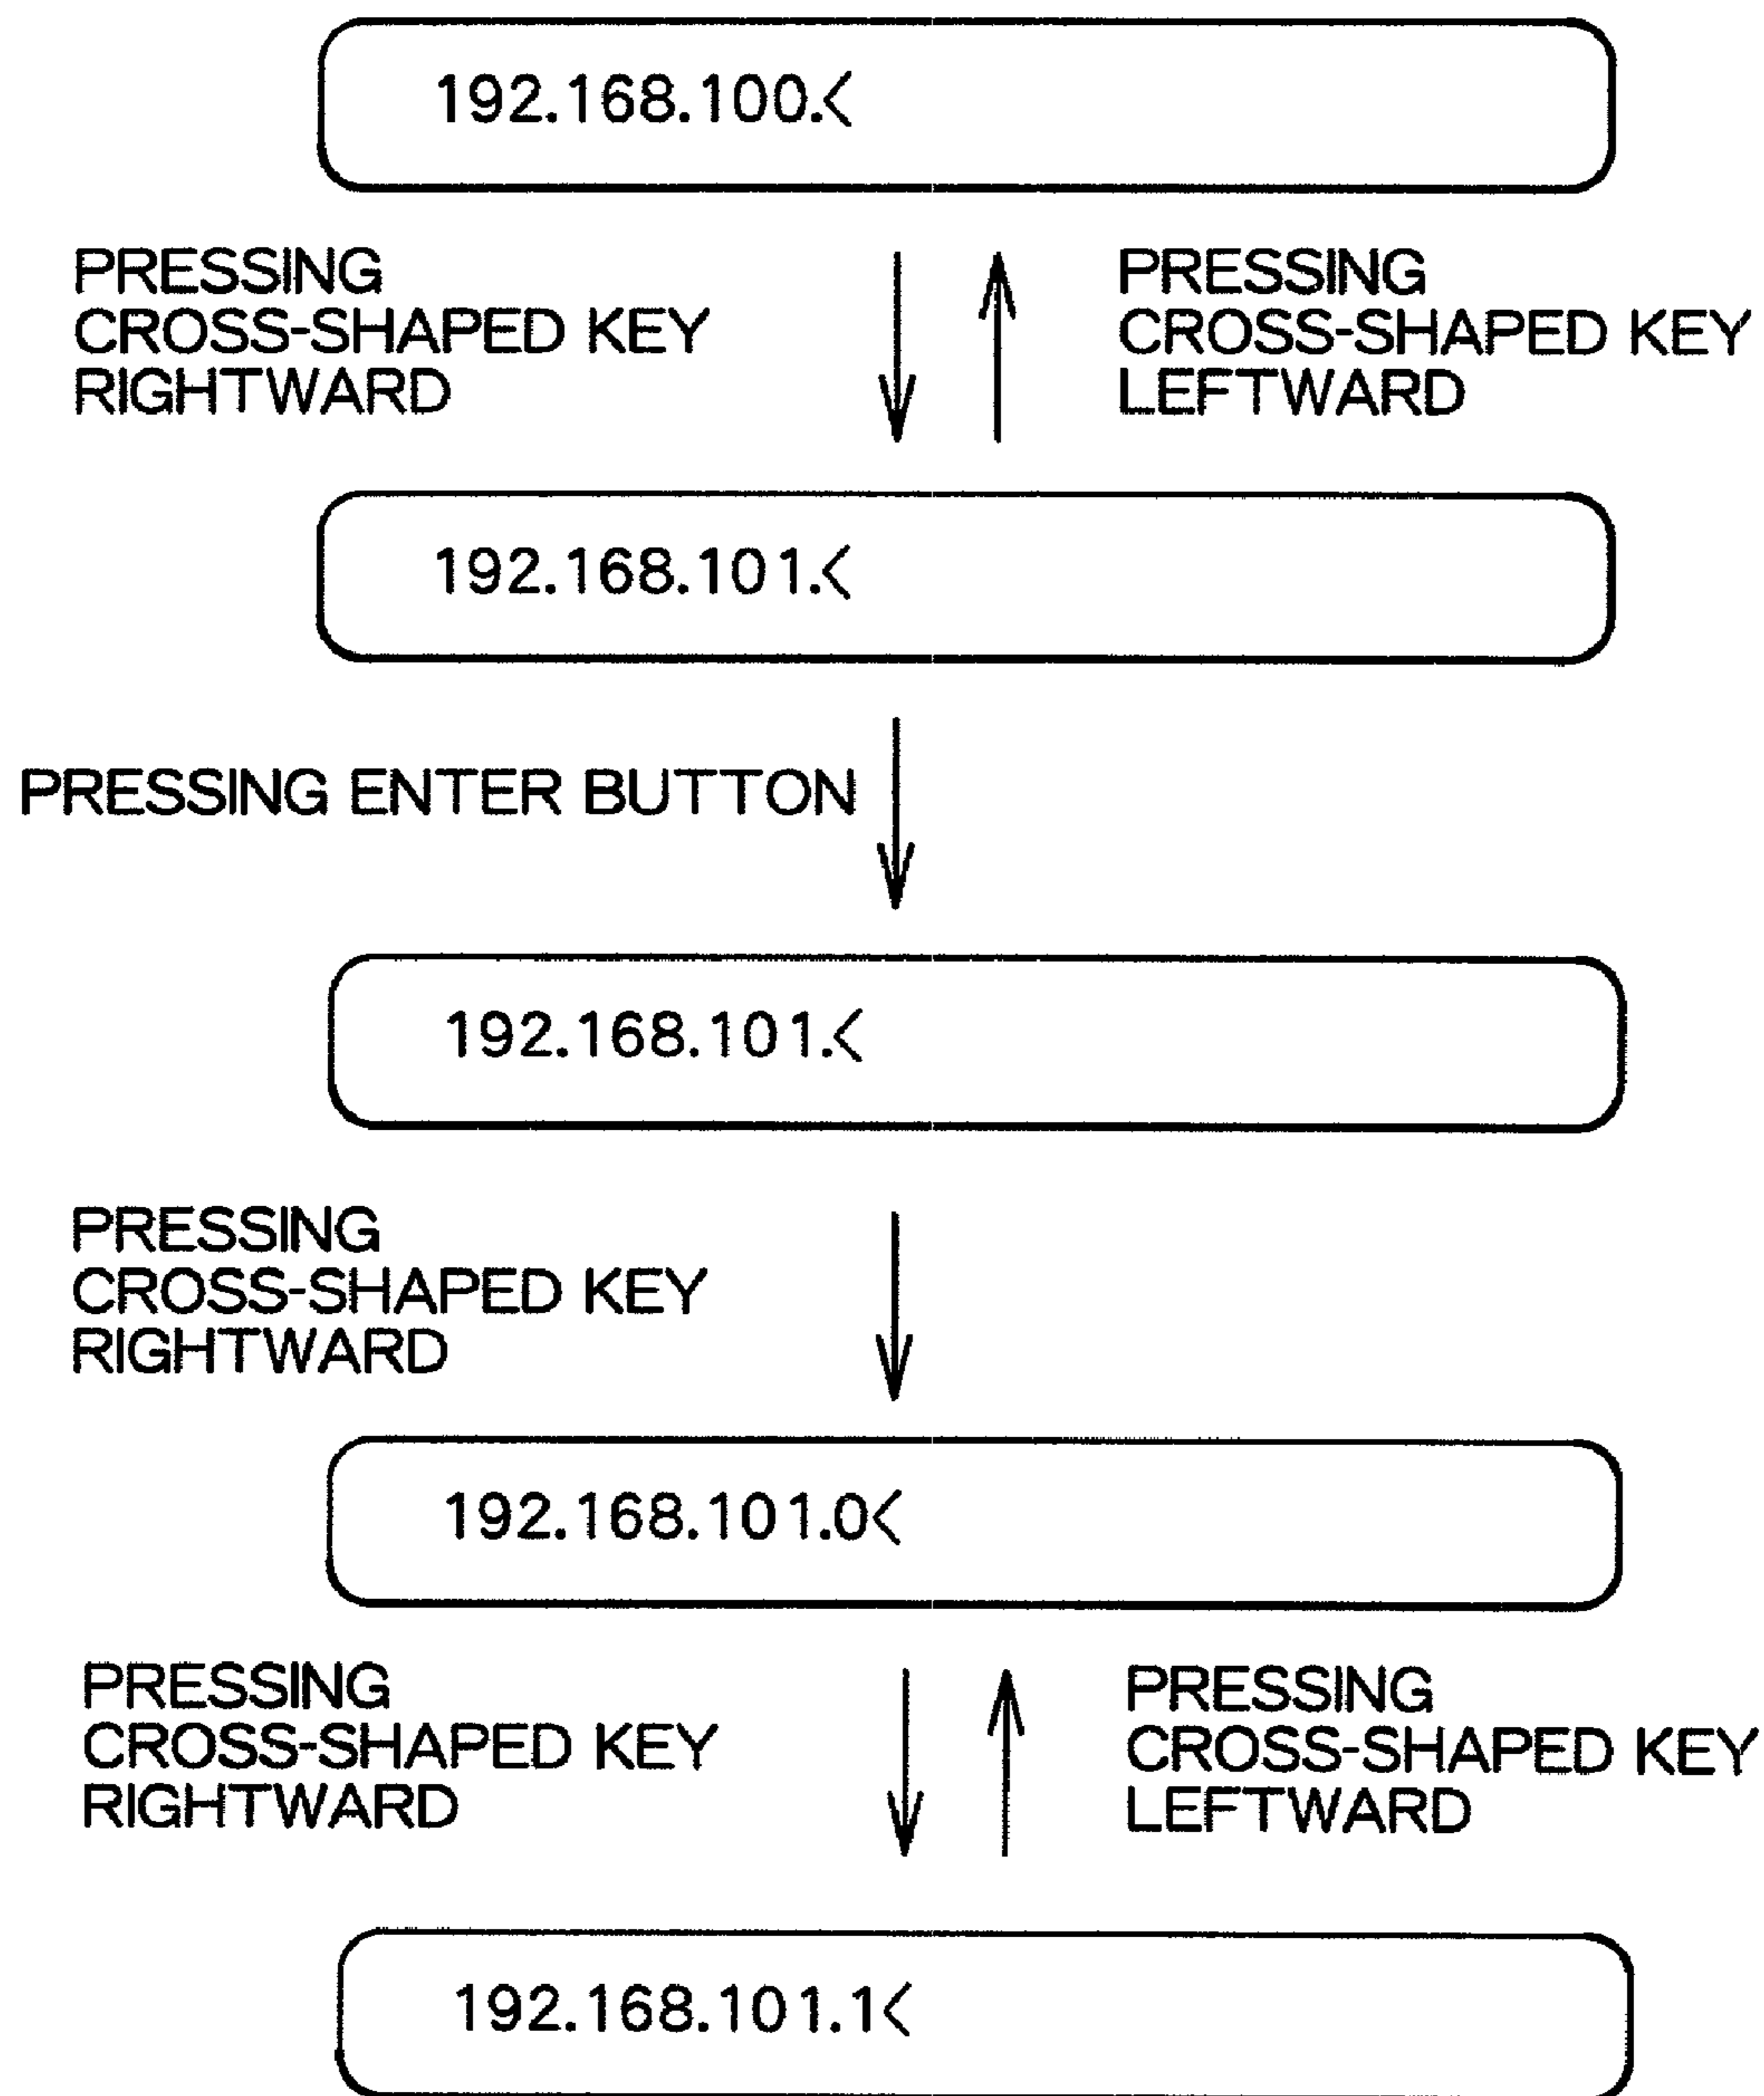 192.168.100.<
PRESSING
CROSS-SHAPED KEY
RIGHTWARD
PRESSING
CROSS-SHAPED KEY
LEFTWARD
192.168.101.<
PRESSING ENTER BUTTON
192.168.101.<
PRESSING
CROSS-SHAPED KEY
RIGHTWARD
192.168.101.0<
PRESSING
CROSS-SHAPED KEY
RIGHTWARD
PRESSING
CROSS-SHAPED KEY
LEFTWARD
192.168.101.1<